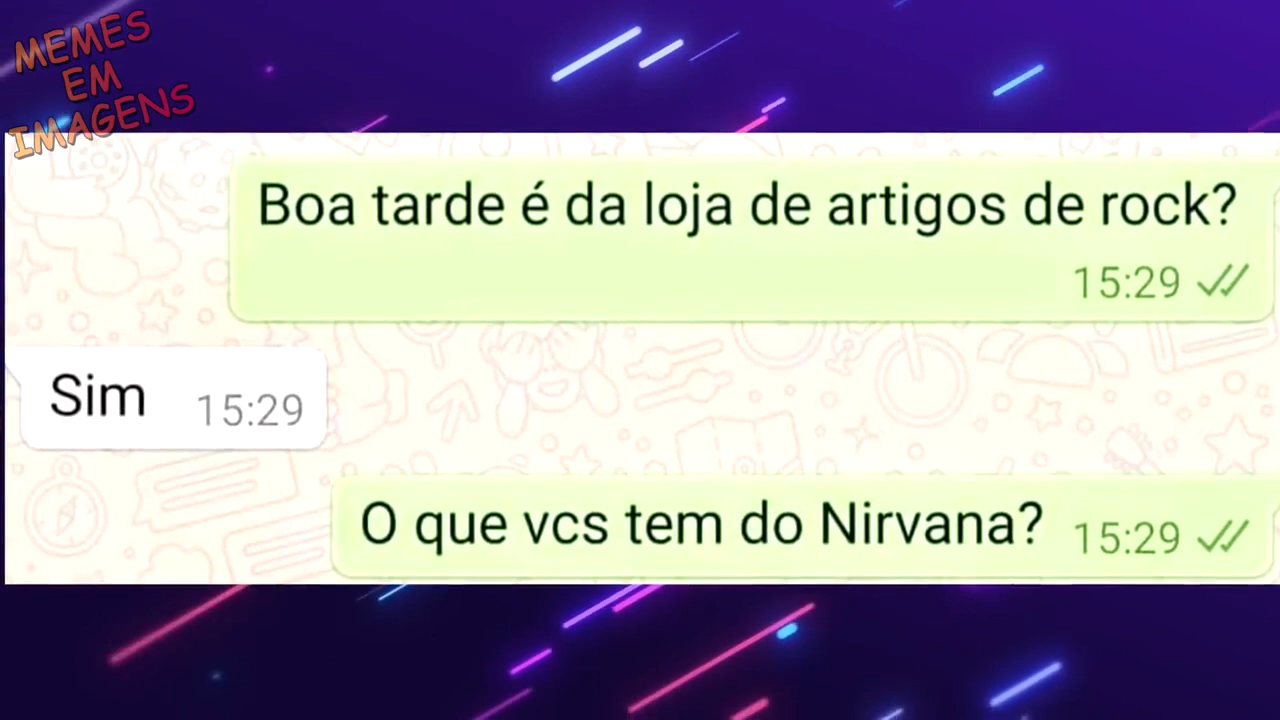 MEMES
EM
IMAGENS
Boa tarde é da loja de artigos de rock?
15:29
Sim 15:29
O que vcs tem do Nirvana? 15:29